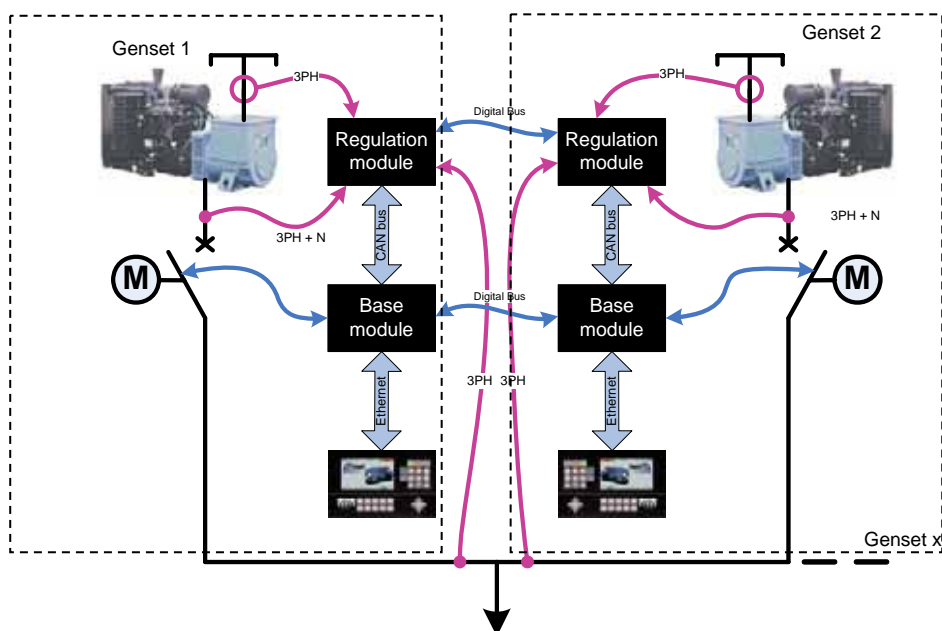 Genset 1
Genset 2
3PH
3PH
Digital Bus
Regulation
module
Regulation
module
3PH + N
3PH + N
CAN bus
CAN bus
M
M
Digital Bus
Base
module
Base
module
3PH
3PH
Ethernet
Ethernet
Genset x